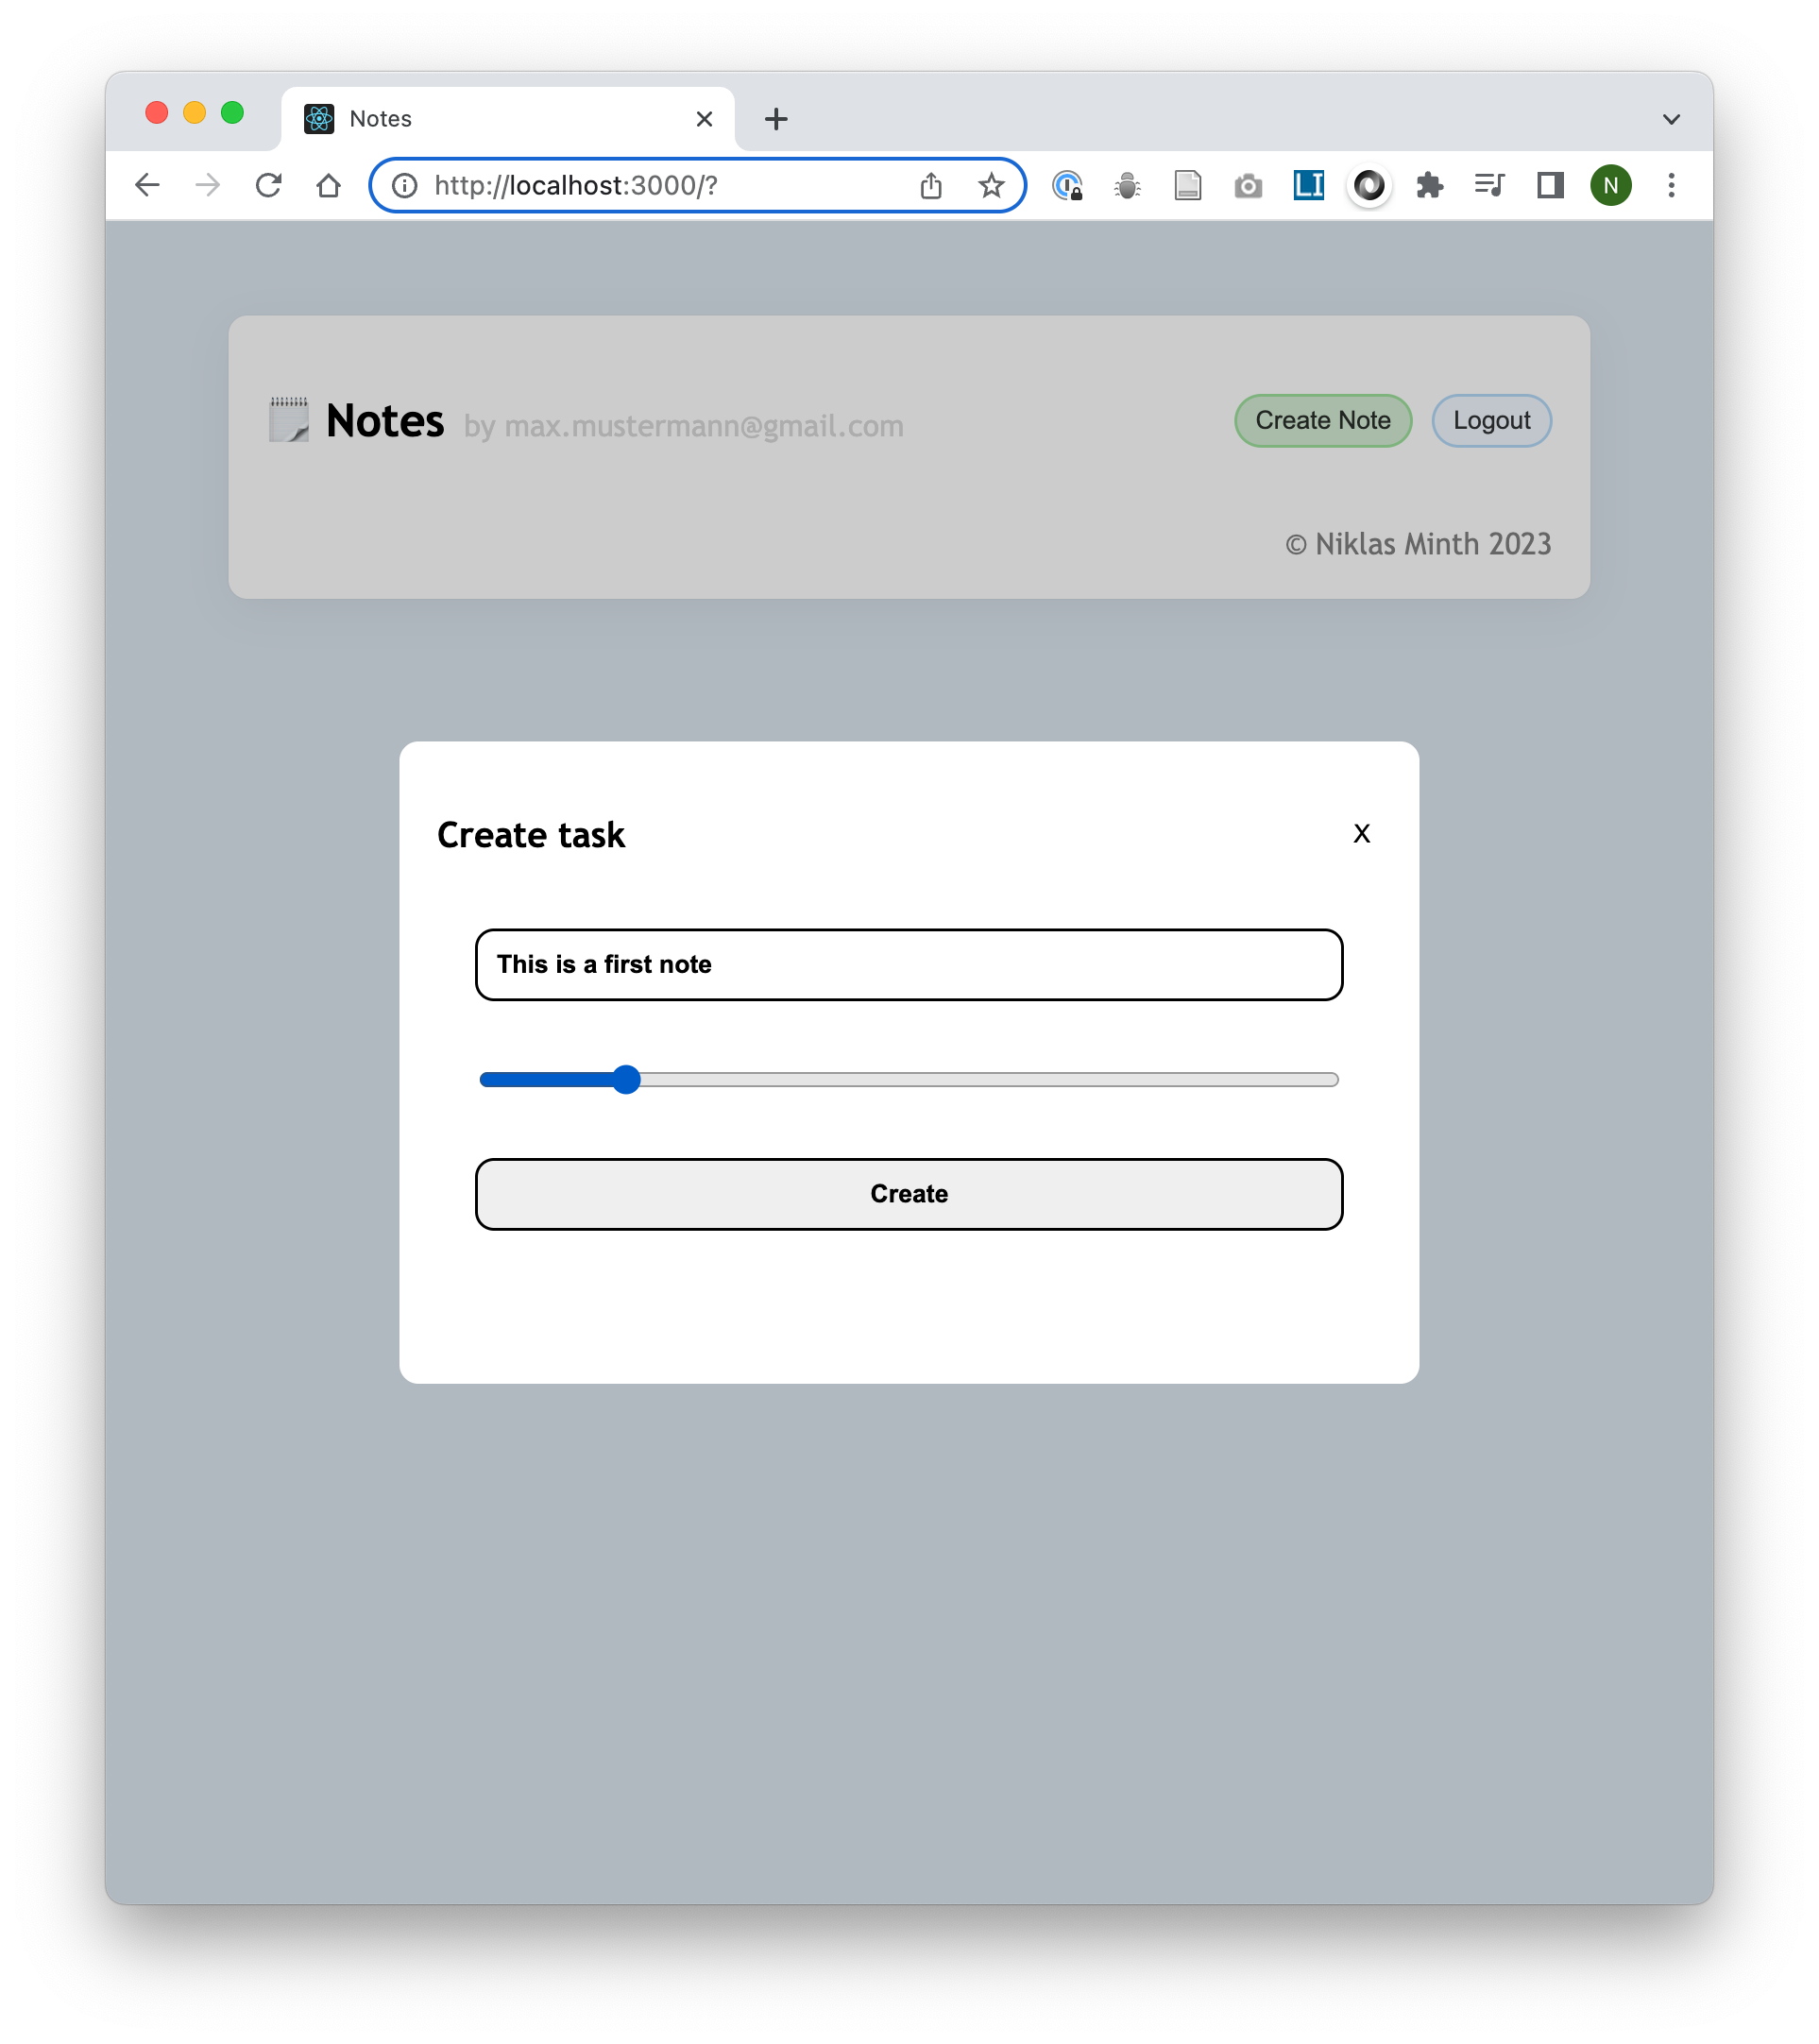 Notes
http://localhost:3000/?
LI
N
Notes by max.mustermann@gmail.com
Create Note
Logout
© Niklas Minth 2023
Create task
X
This is a first note
Create